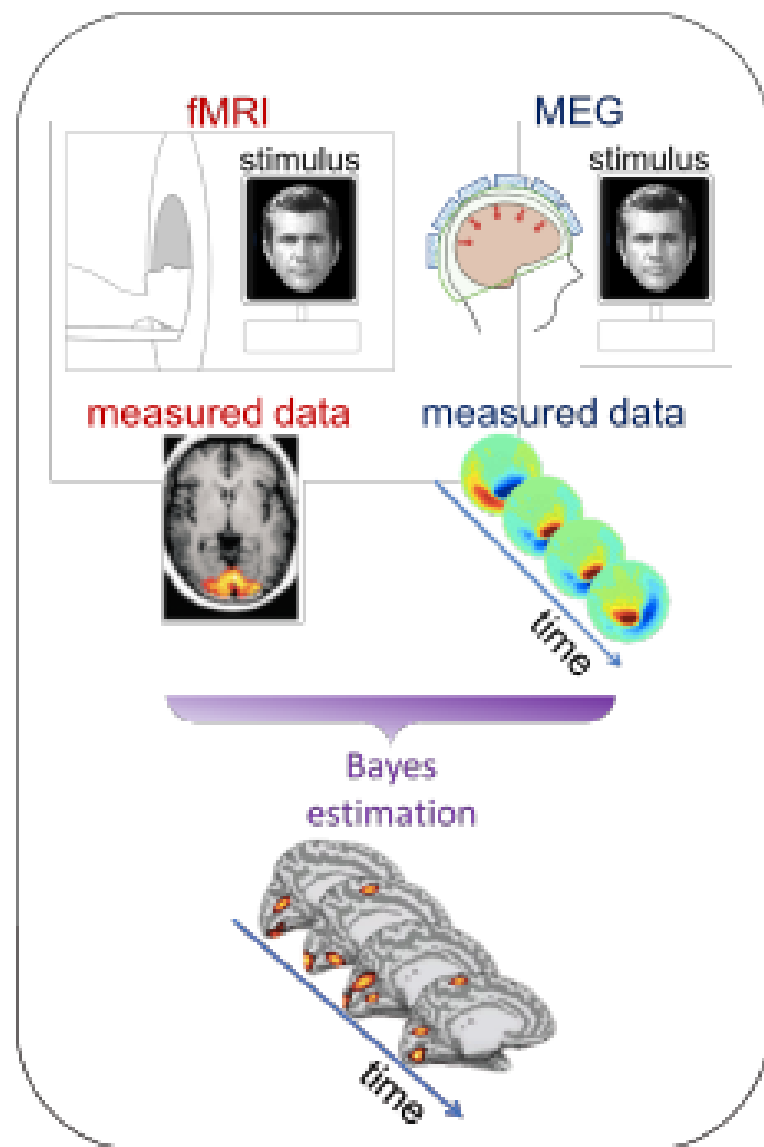 fMRI
MEG
stimulus
stimulus
measured data
measured data
time
Bayes
estimation
time